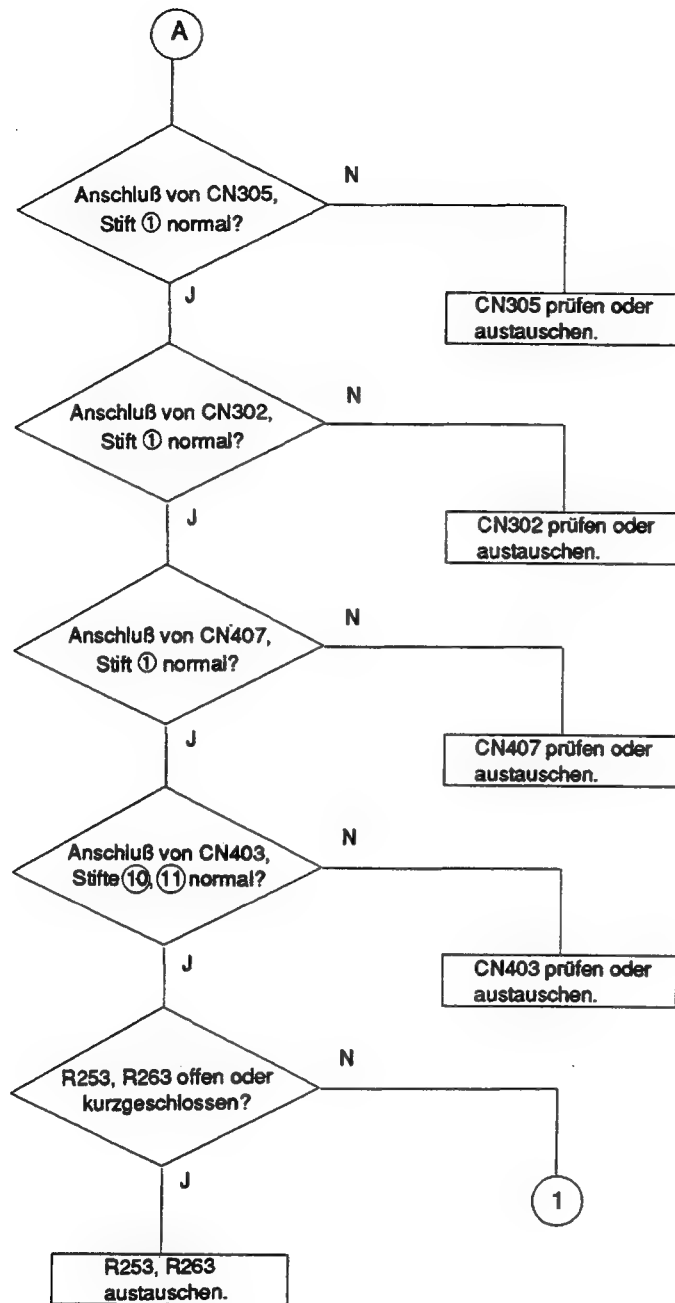 A
Anschluß von CN305,
Stift ① normal?
N
J
CN305 prüfen oder
austauschen.
Anschluß von CN302,
Stift ① normal?
N
J
CN302 prüfen oder
austauschen.
Anschluß von CN407,
Stift ① normal?
N
J
CN407 prüfen oder
austauschen.
Anschluß von CN403,
Stifte ⑩, ⑪ normal?
N
J
CN403 prüfen oder
austauschen.
R253, R263 offen oder
kurzgeschlossen?
N
J
1
R253, R263
austauschen.